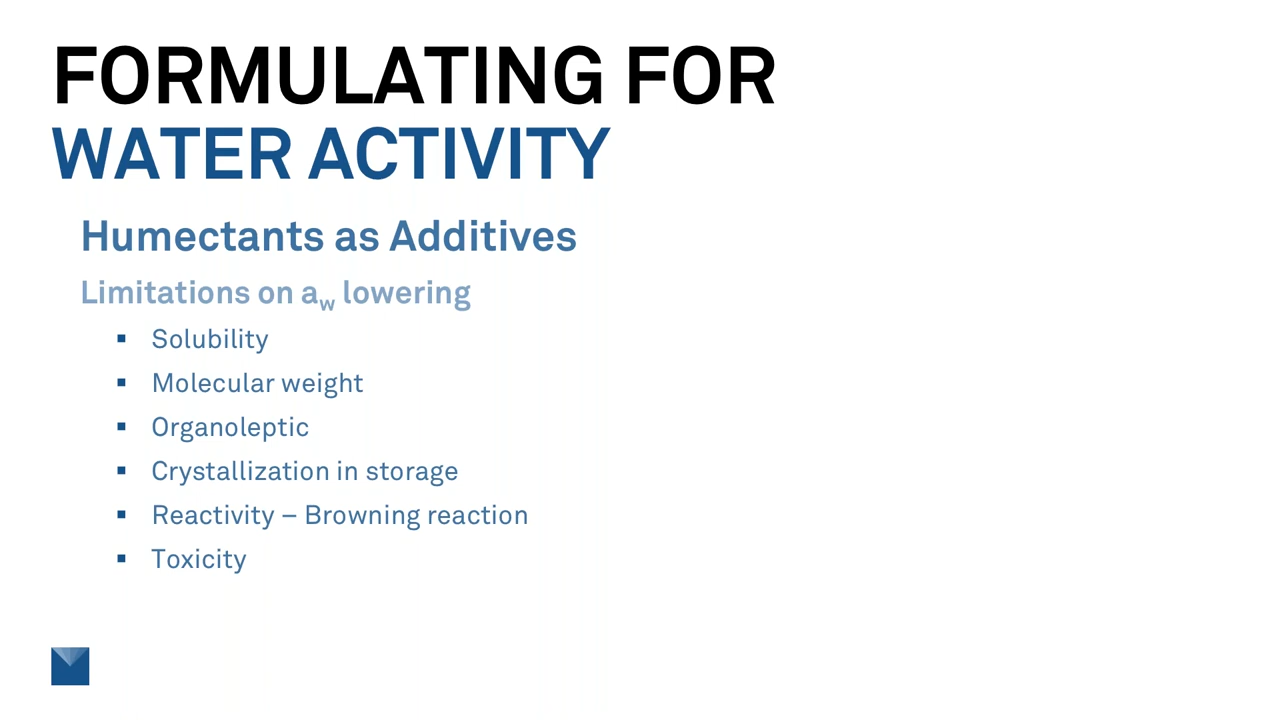 FORMULATING FOR
WATER ACTIVITY
Humectants as Additives
Limitations on aw lowering
▪ Solubility
▪ Molecular weight
▪ Organoleptic
▪ Crystallization in storage
▪ Reactivity – Browning reaction
▪ Toxicity